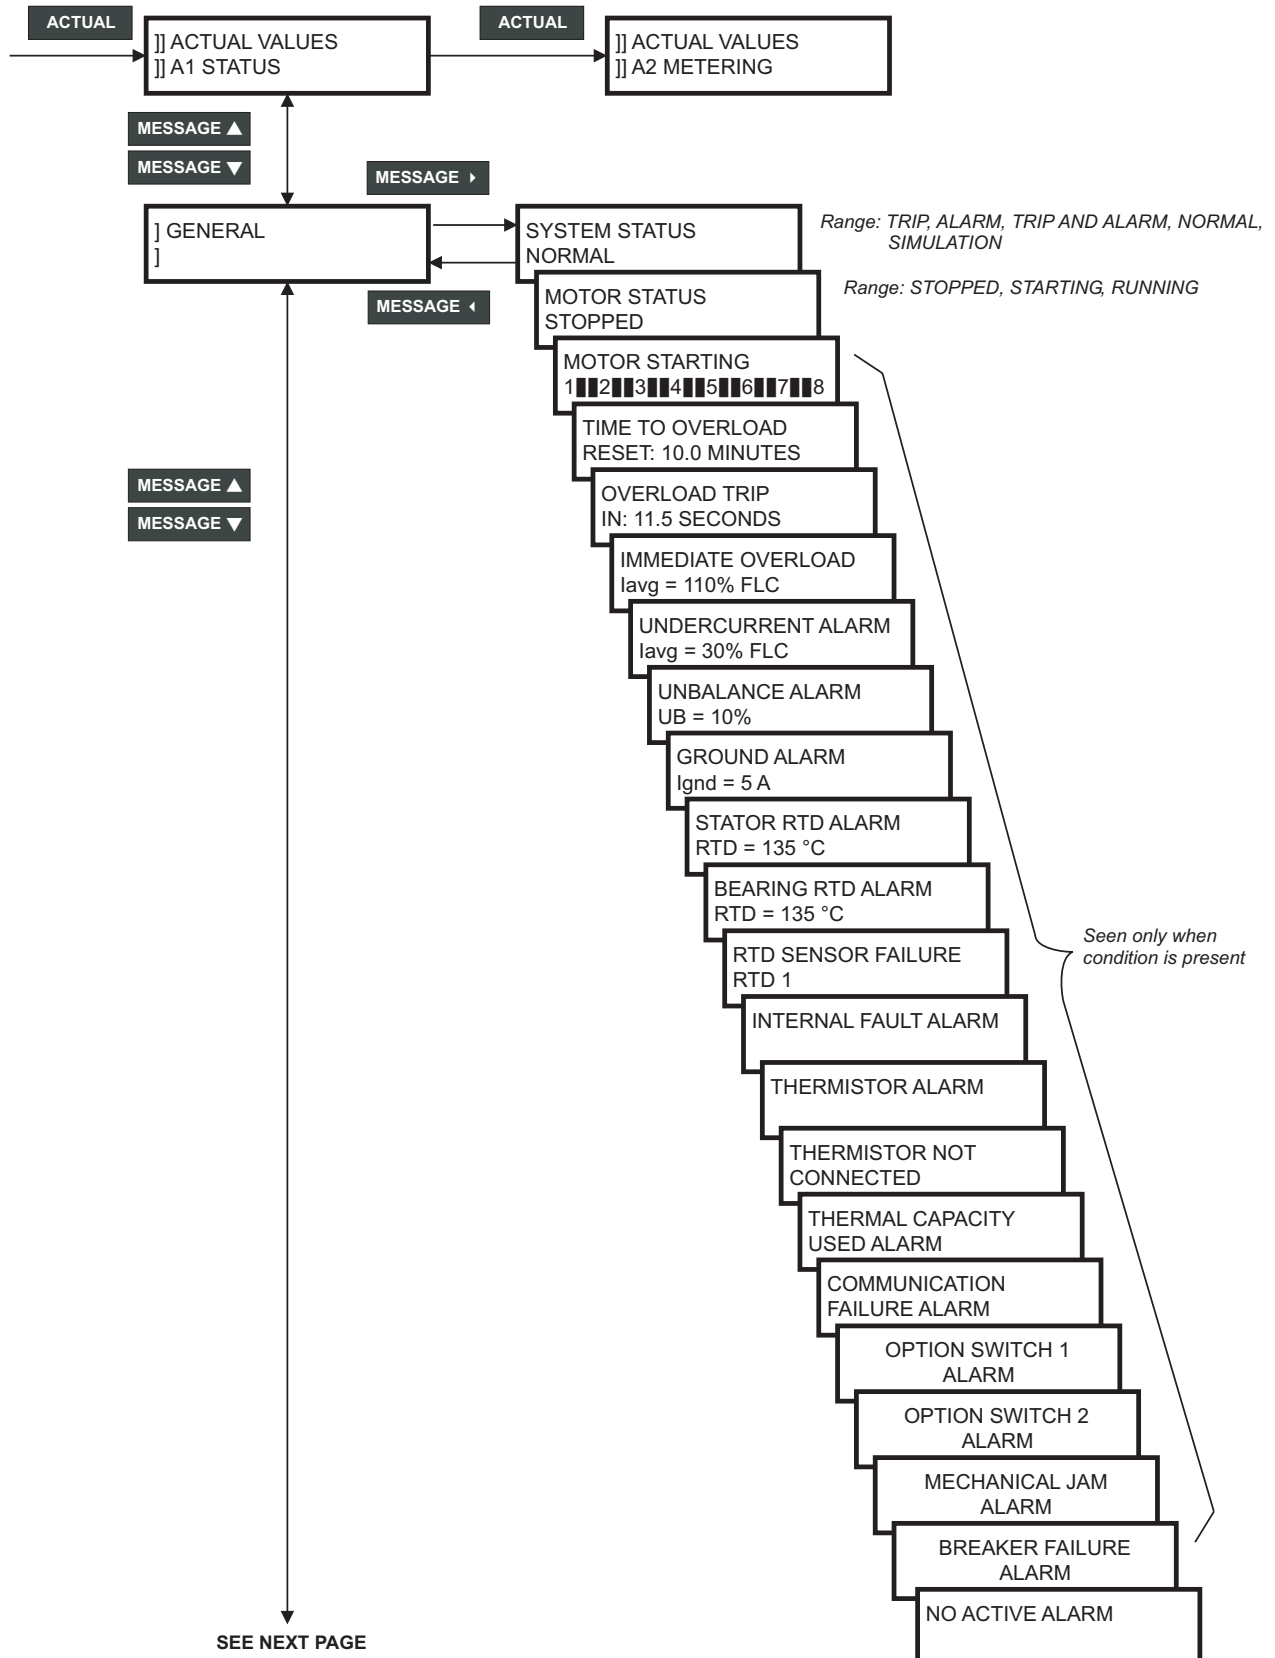 ACTUAL
ACTUAL
]] ACTUAL VALUES
]] A1 STATUS
]] ACTUAL VALUES
]] A2 METERING
MESSAGE ▲
MESSAGE ▼
MESSAGE ▸
] GENERAL
]
SYSTEM STATUS
NORMAL
Range: TRIP, ALARM, TRIP AND ALARM, NORMAL,
SIMULATION
MESSAGE ◂
MOTOR STATUS
STOPPED
Range: STOPPED, STARTING, RUNNING
MOTOR STARTING
1██2██3██4██5██6██7██8
TIME TO OVERLOAD
RESET: 10.0 MINUTES
MESSAGE ▲
MESSAGE ▼
OVERLOAD TRIP
IN: 11.5 SECONDS
IMMEDIATE OVERLOAD
Iavg = 110% FLC
UNDERCURRENT ALARM
Iavg = 30% FLC
UNBALANCE ALARM
UB = 10%
GROUND ALARM
Ignd = 5 A
STATOR RTD ALARM
RTD = 135 °C
BEARING RTD ALARM
RTD = 135 °C
RTD SENSOR FAILURE
RTD 1
Seen only when
condition is present
INTERNAL FAULT ALARM
THERMISTOR ALARM
THERMISTOR NOT
CONNECTED
THERMAL CAPACITY
USED ALARM
COMMUNICATION
FAILURE ALARM
OPTION SWITCH 1
ALARM
OPTION SWITCH 2
ALARM
MECHANICAL JAM
ALARM
BREAKER FAILURE
ALARM
NO ACTIVE ALARM
SEE NEXT PAGE